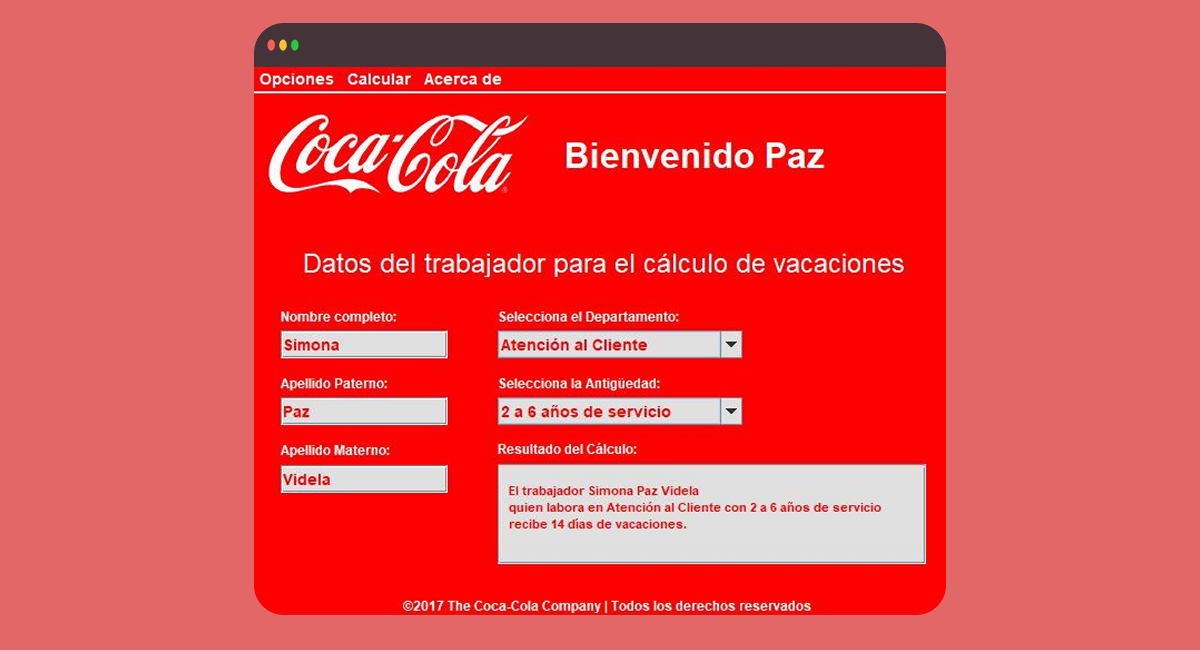 Opciones Calcular Acerca de
Coca-Cola
Bienvenido Paz
Datos del trabajador para el cálculo de vacaciones
Nombre completo:
Simona
Apellido Paterno:
Paz
Apellido Materno:
Videla
Selecciona el Departamento:
Atención al Cliente
Selecciona la Antigüedad:
2 a 6 años de servicio
Resultado del Cálculo:
El trabajador Simona Paz Videla
quien labora en Atención al Cliente con 2 a 6 años de servicio
recibe 14 días de vacaciones.
©2017 The Coca-Cola Company | Todos los derechos reservados